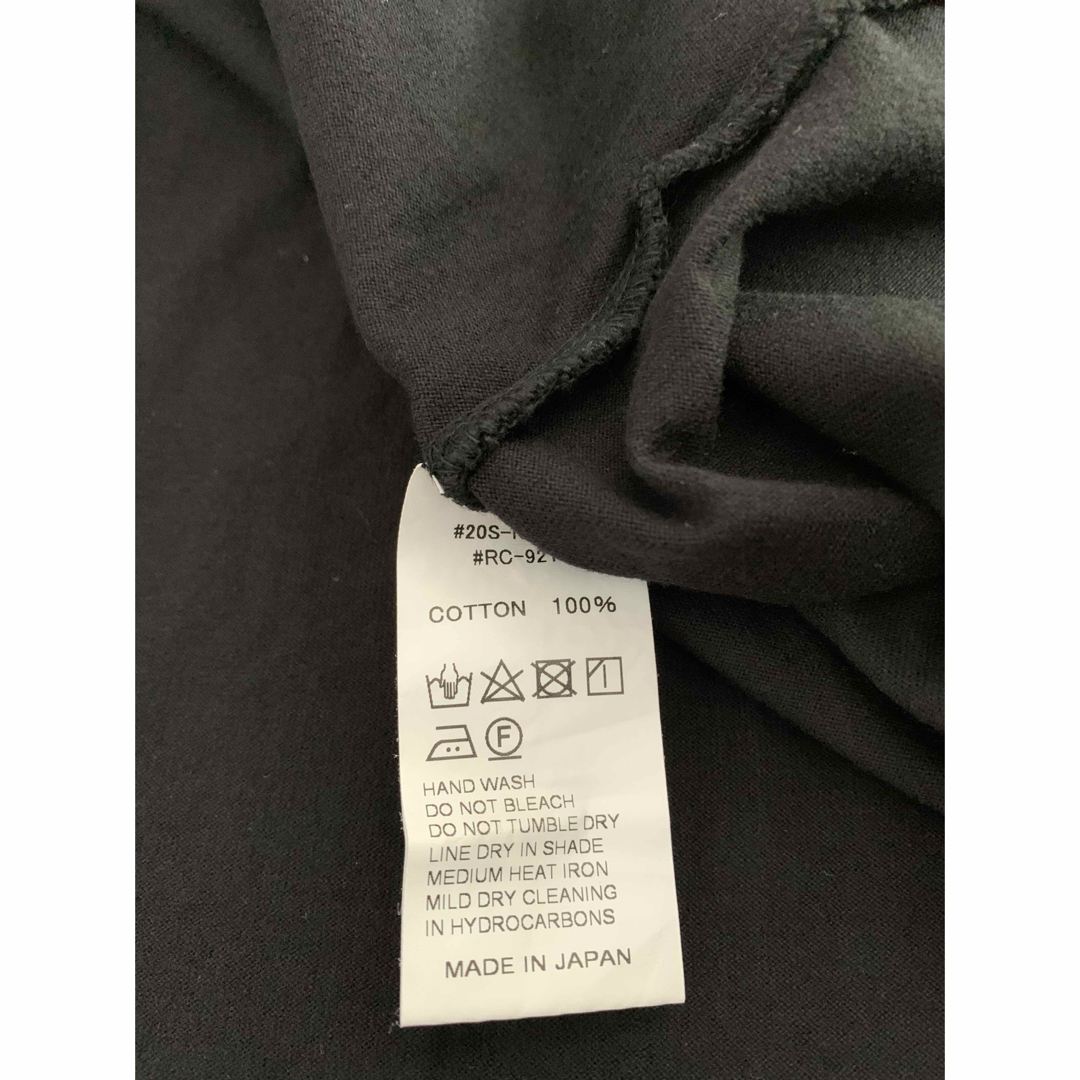 COTTON 100%
F
HAND WASH
DO NOT BLEACH
DO NOT TUMBLE DRY
LINE DRY IN SHADE
MEDIUM HEAT IRON
MILD DRY CLEANING
IN HYDROCARBONS
MADE IN JAPAN